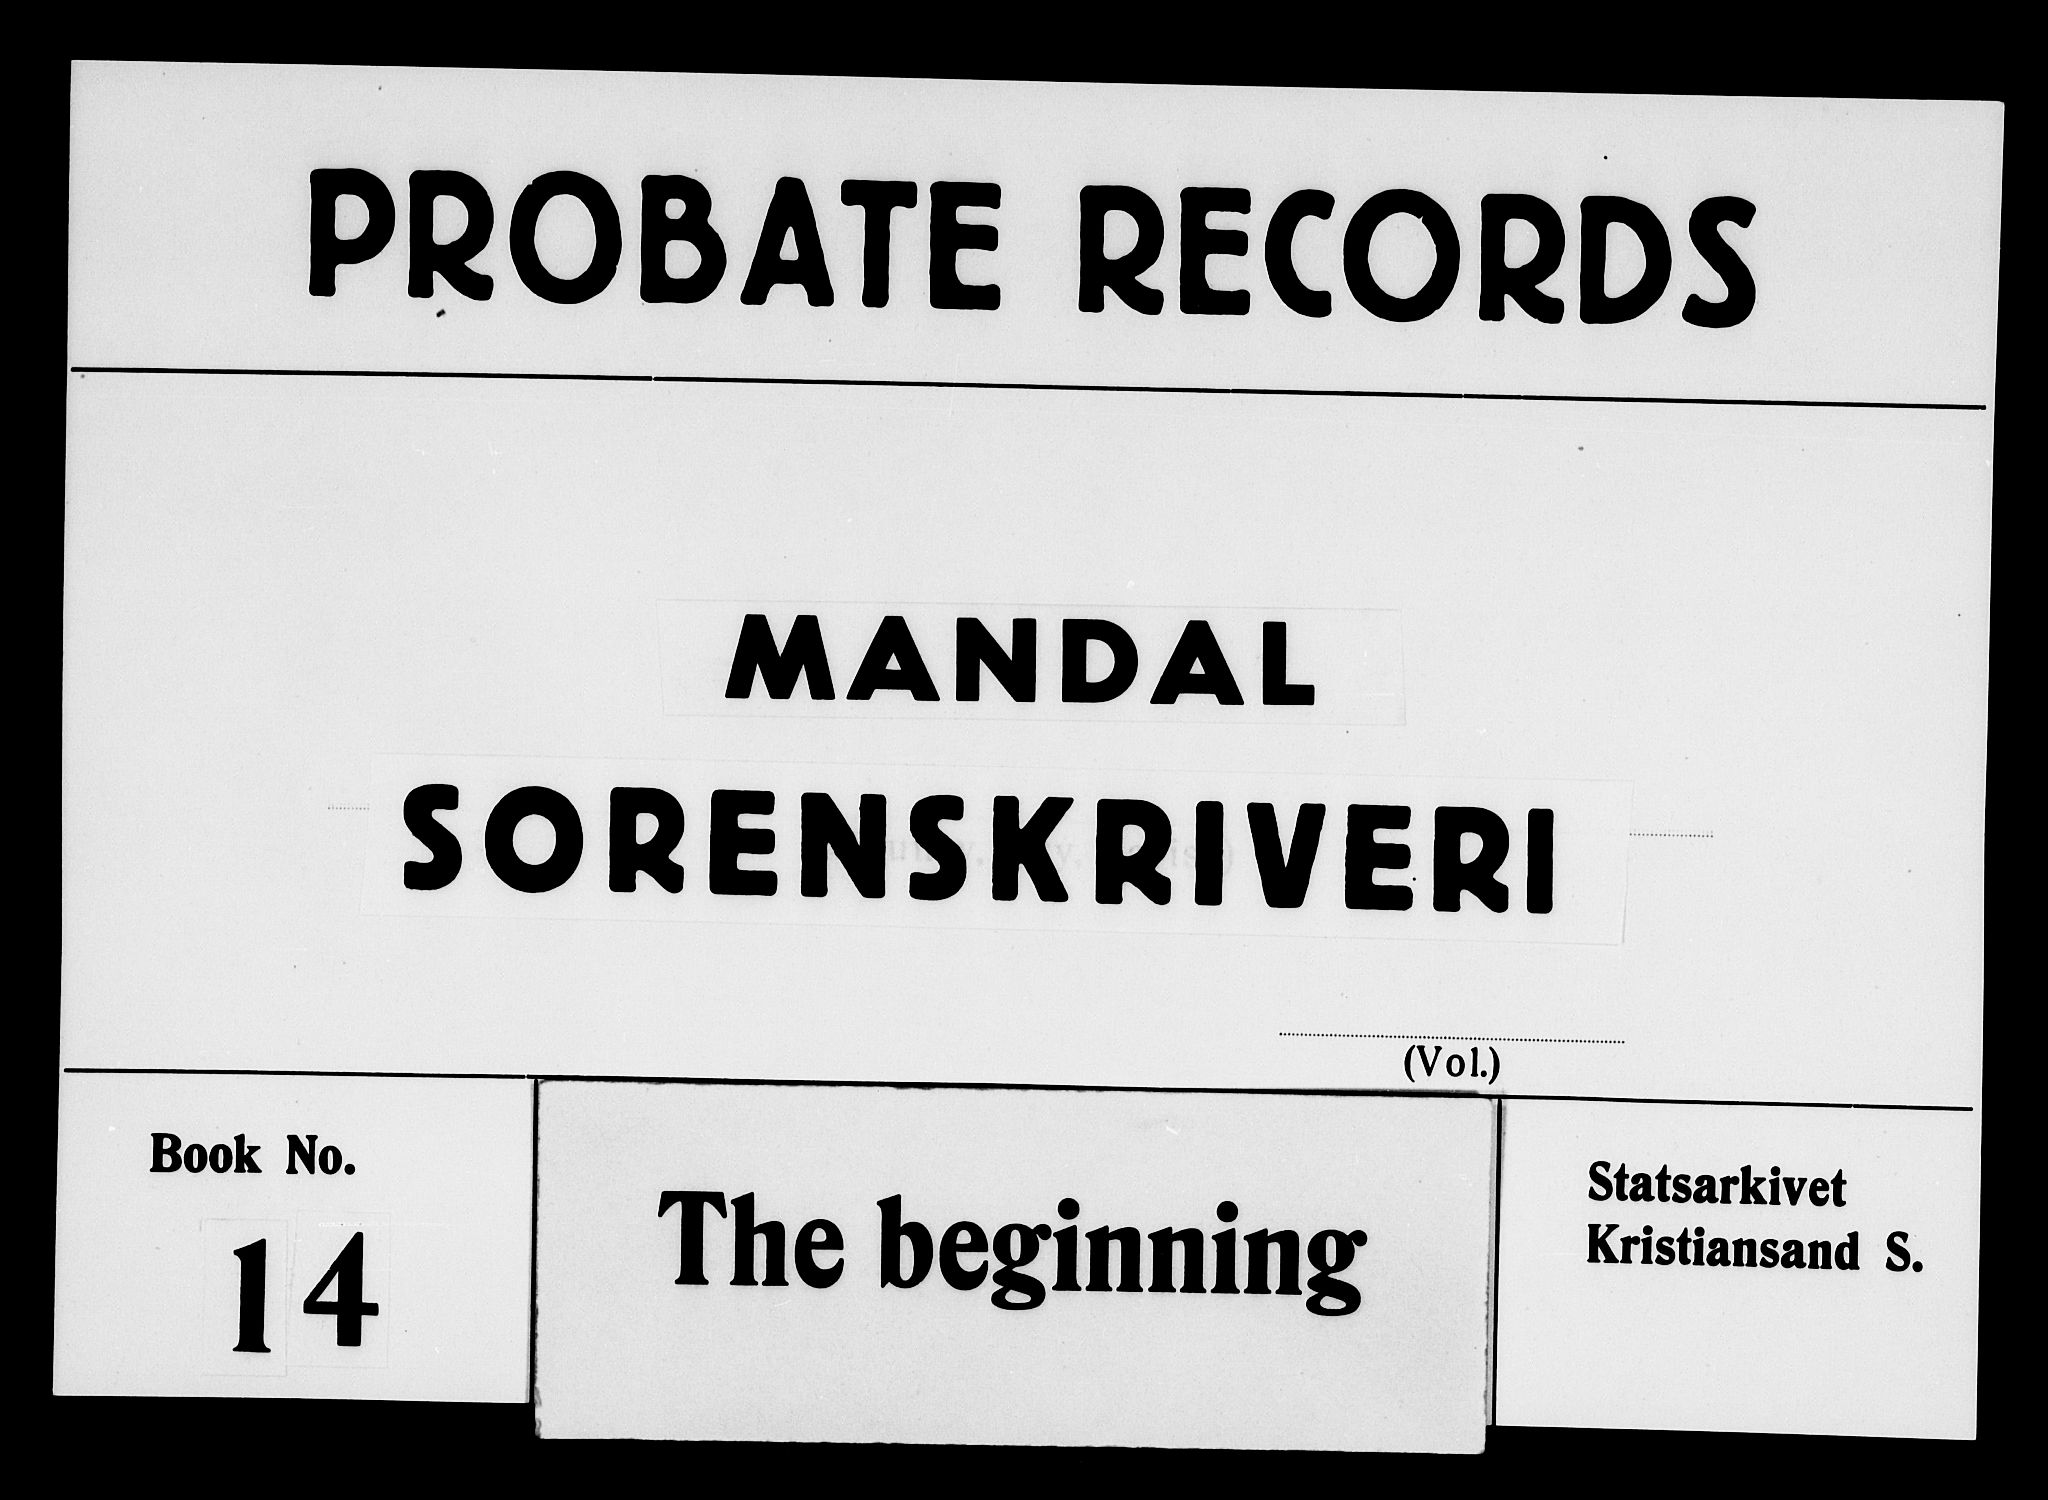 PROBATE RECORDS
MANDAL
SORENSKRIVERI
(Vol.)
Book No.
14
The beginning
Statsarkivet
Kristiansand S.